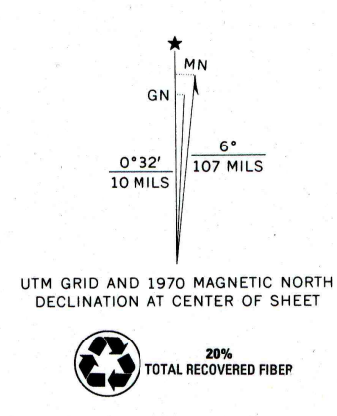 ★
MN
GN
0°32′
10 MILS
6°
107 MILS
UTM GRID AND 1970 MAGNETIC NORTH
DECLINATION AT CENTER OF SHEET
20%
TOTAL RECOVERED FIBER